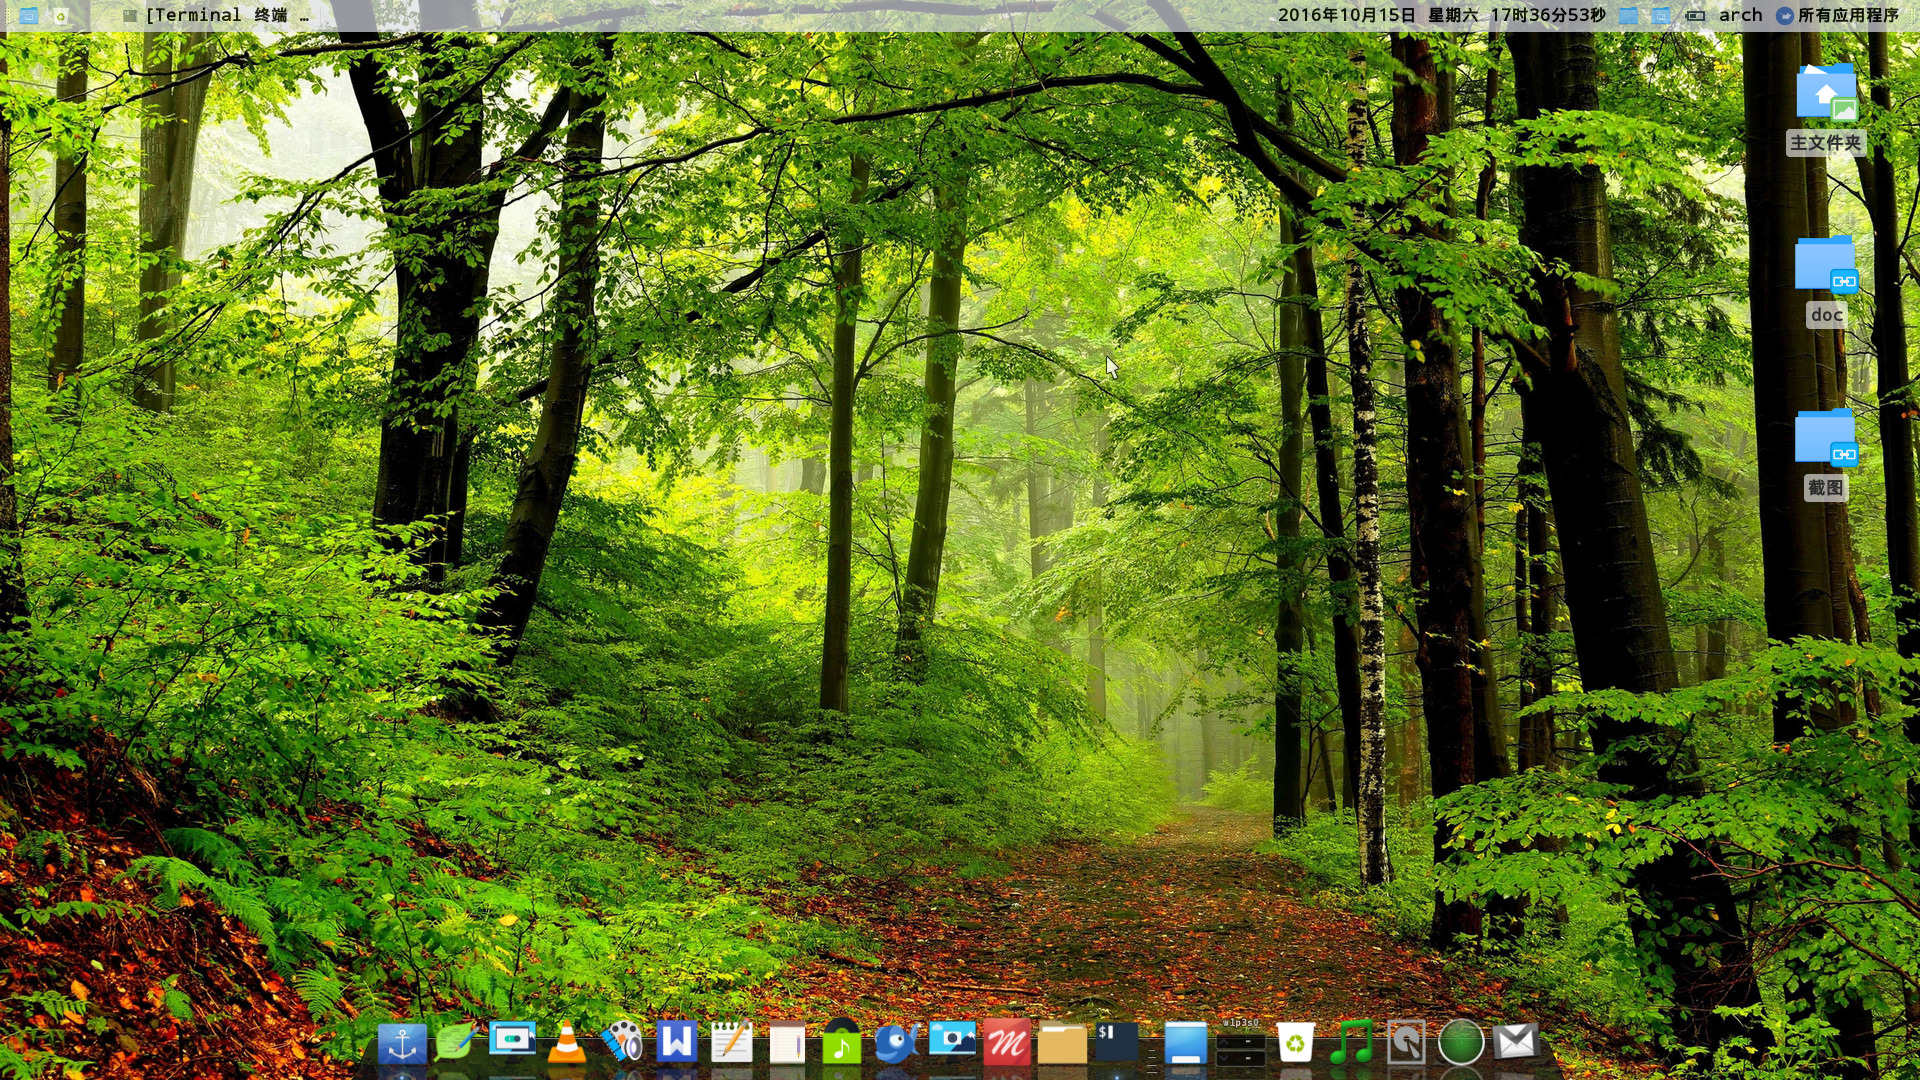 [Terminal 终端 …
2016年10月15日 星期六 17时36分53秒
arch
所有应用程序
主文件夹
doc
截图
$
W
m
wlp3s0